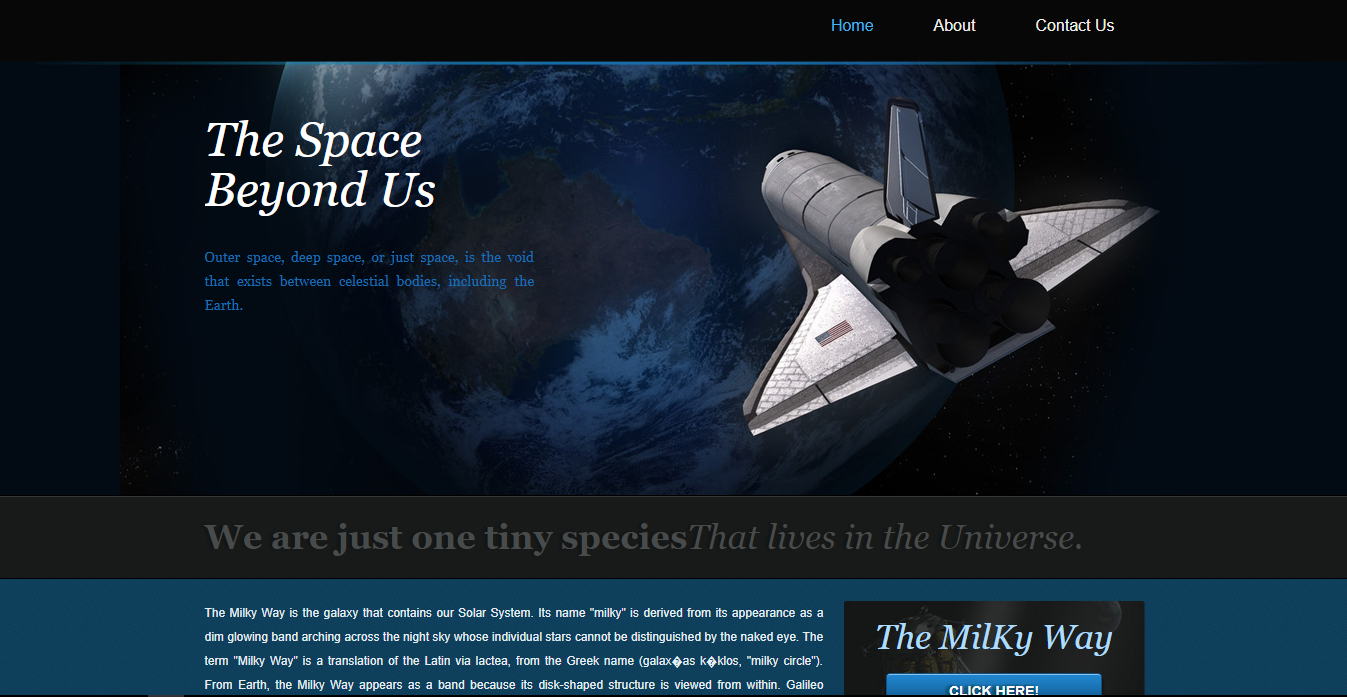 Home About Contact Us
The Space
Beyond Us
Outer space, deep space, or just space, is the void
that exists between celestial bodies, including the
Earth.
We are just one tiny speciesThat lives in the Universe.
The Milky Way is the galaxy that contains our Solar System. Its name "milky" is derived from its appearance as a
dim glowing band arching across the night sky whose individual stars cannot be distinguished by the naked eye. The
term "Milky Way" is a translation of the Latin via lactea, from the Greek name (galax�as k�klos, "milky circle").
From Earth, the Milky Way appears as a band because its disk-shaped structure is viewed from within. Galileo
The MilKy Way
CLICK HERE!